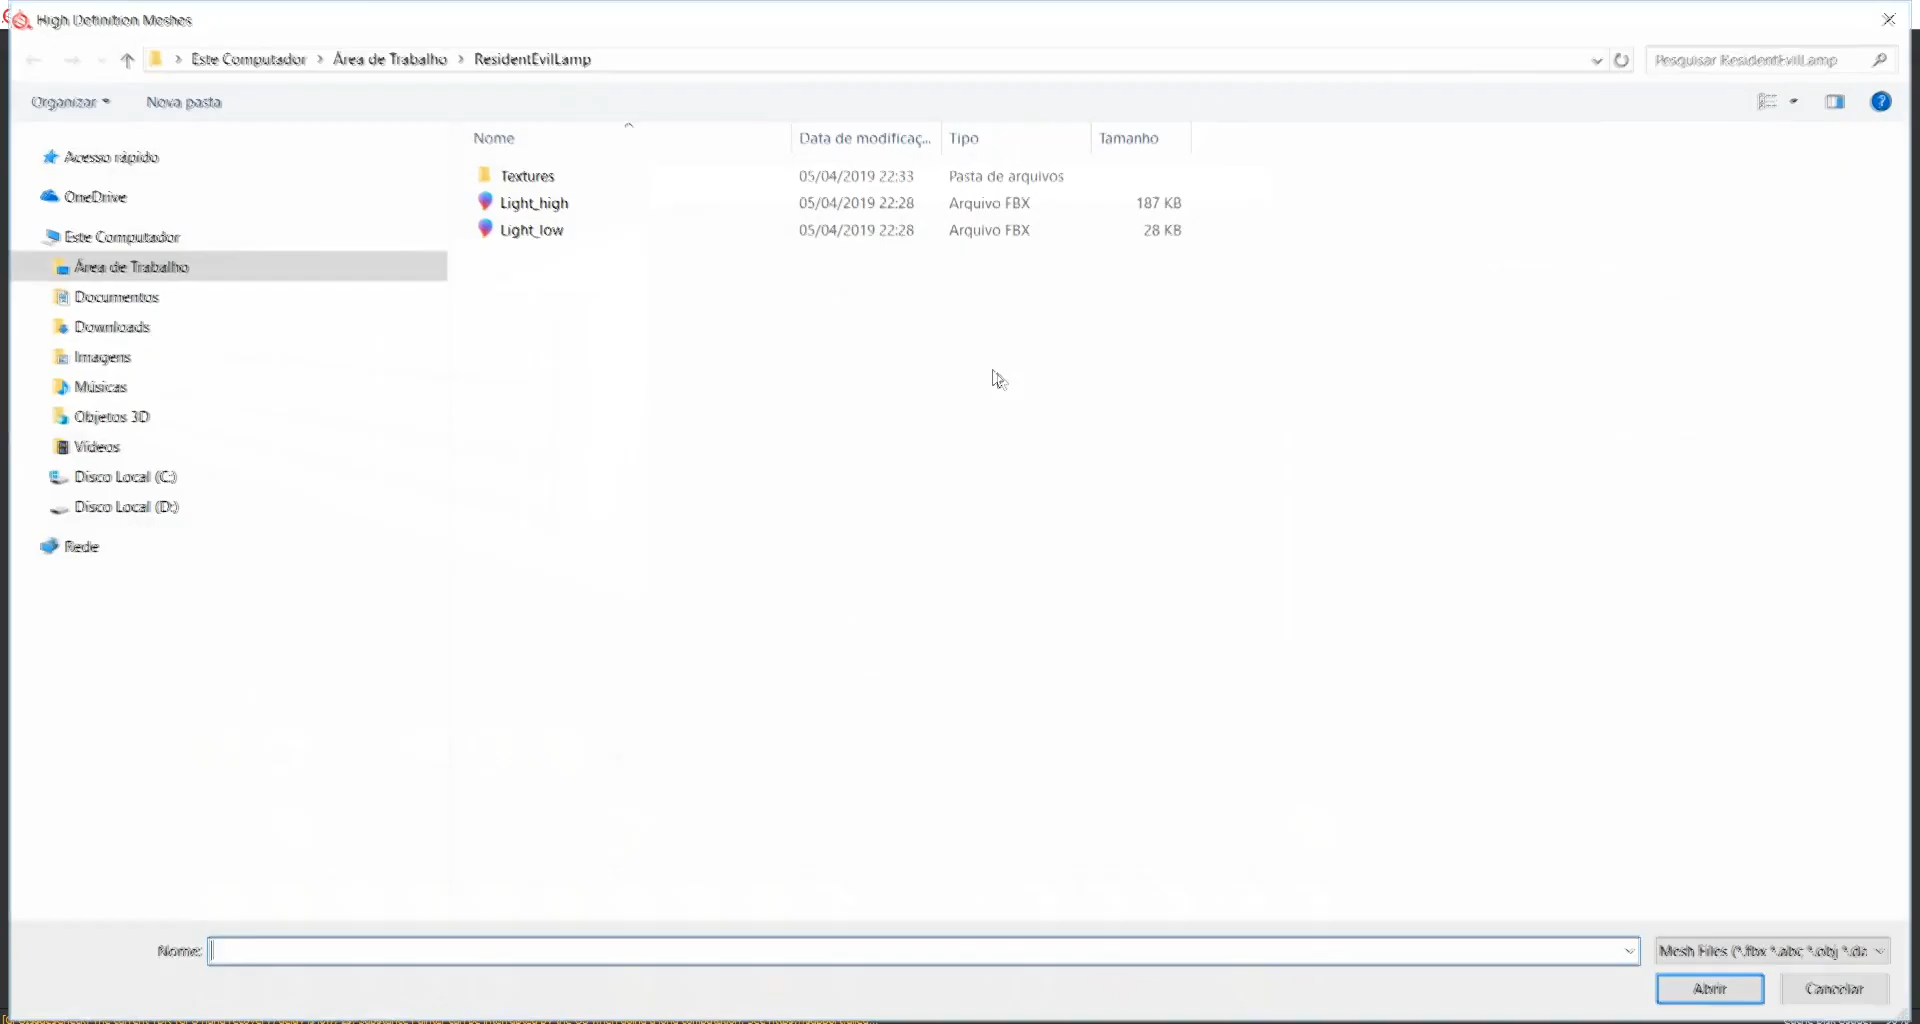 High Definition Meshes
Este Computador > Área de Trabalho > ResidentEvilLamp
Pesquisar ResidentEvilLamp
Organizar
Nova pasta
Nome
Data de modificaç...
Tipo
Tamanho
Acesso rápido
OneDrive
Este Computador
Área de Trabalho
Documentos
Downloads
Imagens
Músicas
Objetos 3D
Vídeos
Disco Local (C:)
Disco Local (D:)
Rede
Textures 05/04/2019 22:33 Pasta de arquivos
Light_high 05/04/2019 22:28 Arquivo FBX 187 KB
Light_low 05/04/2019 22:28 Arquivo FBX 28 KB
Nome:
Mesh Files (*.fbx *.abc *.obj *.da
Abrir
Cancelar